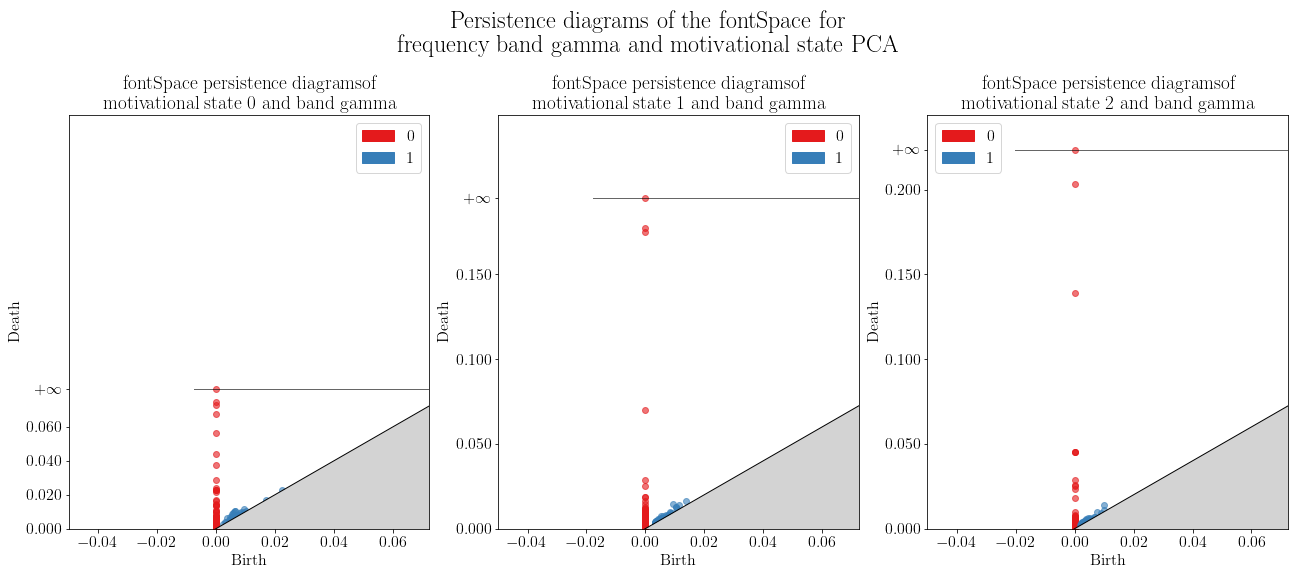 Persistence diagrams of the fontSpace for
frequency band gamma and motivational state PCA
fontSpace persistence diagramsof
motivational state 0 and band gamma
0
1
+∞
0.060
0.040
0.020
0.000
Death
−0.04 −0.02 0.00 0.02 0.04 0.06
Birth
fontSpace persistence diagramsof
motivational state 1 and band gamma
0
1
+∞
0.150
0.100
0.050
0.000
Death
−0.04 −0.02 0.00 0.02 0.04 0.06
Birth
fontSpace persistence diagramsof
motivational state 2 and band gamma
0
1
+∞
0.200
0.150
0.100
0.050
0.000
Death
−0.04 −0.02 0.00 0.02 0.04 0.06
Birth